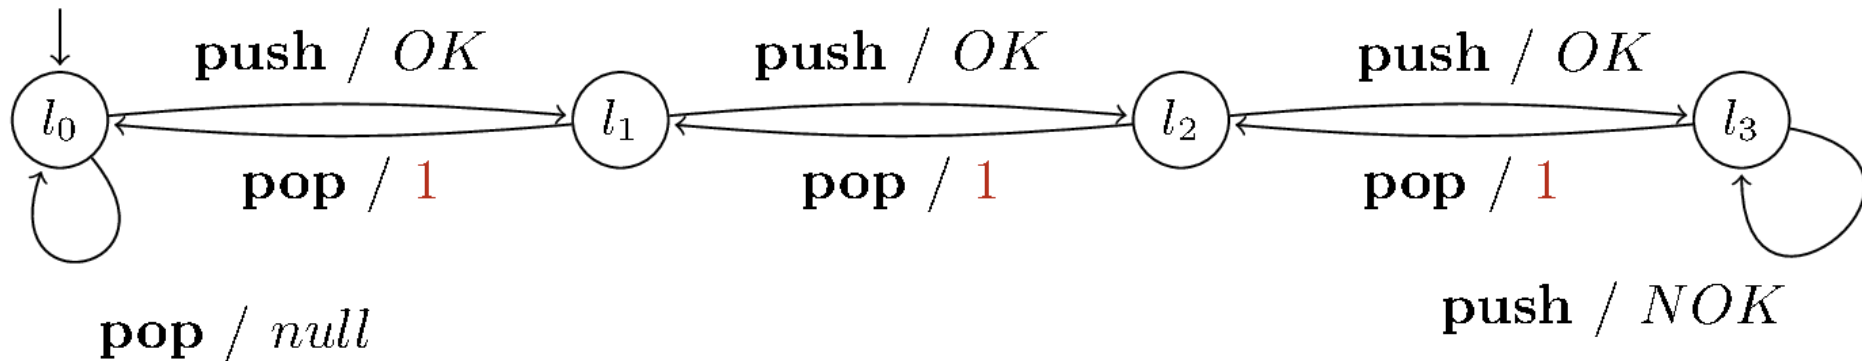 push / OK push / OK push / OK
l₀ l₁ l₂ l₃
pop / 1 pop / 1 pop / 1
push / NOK
pop / null